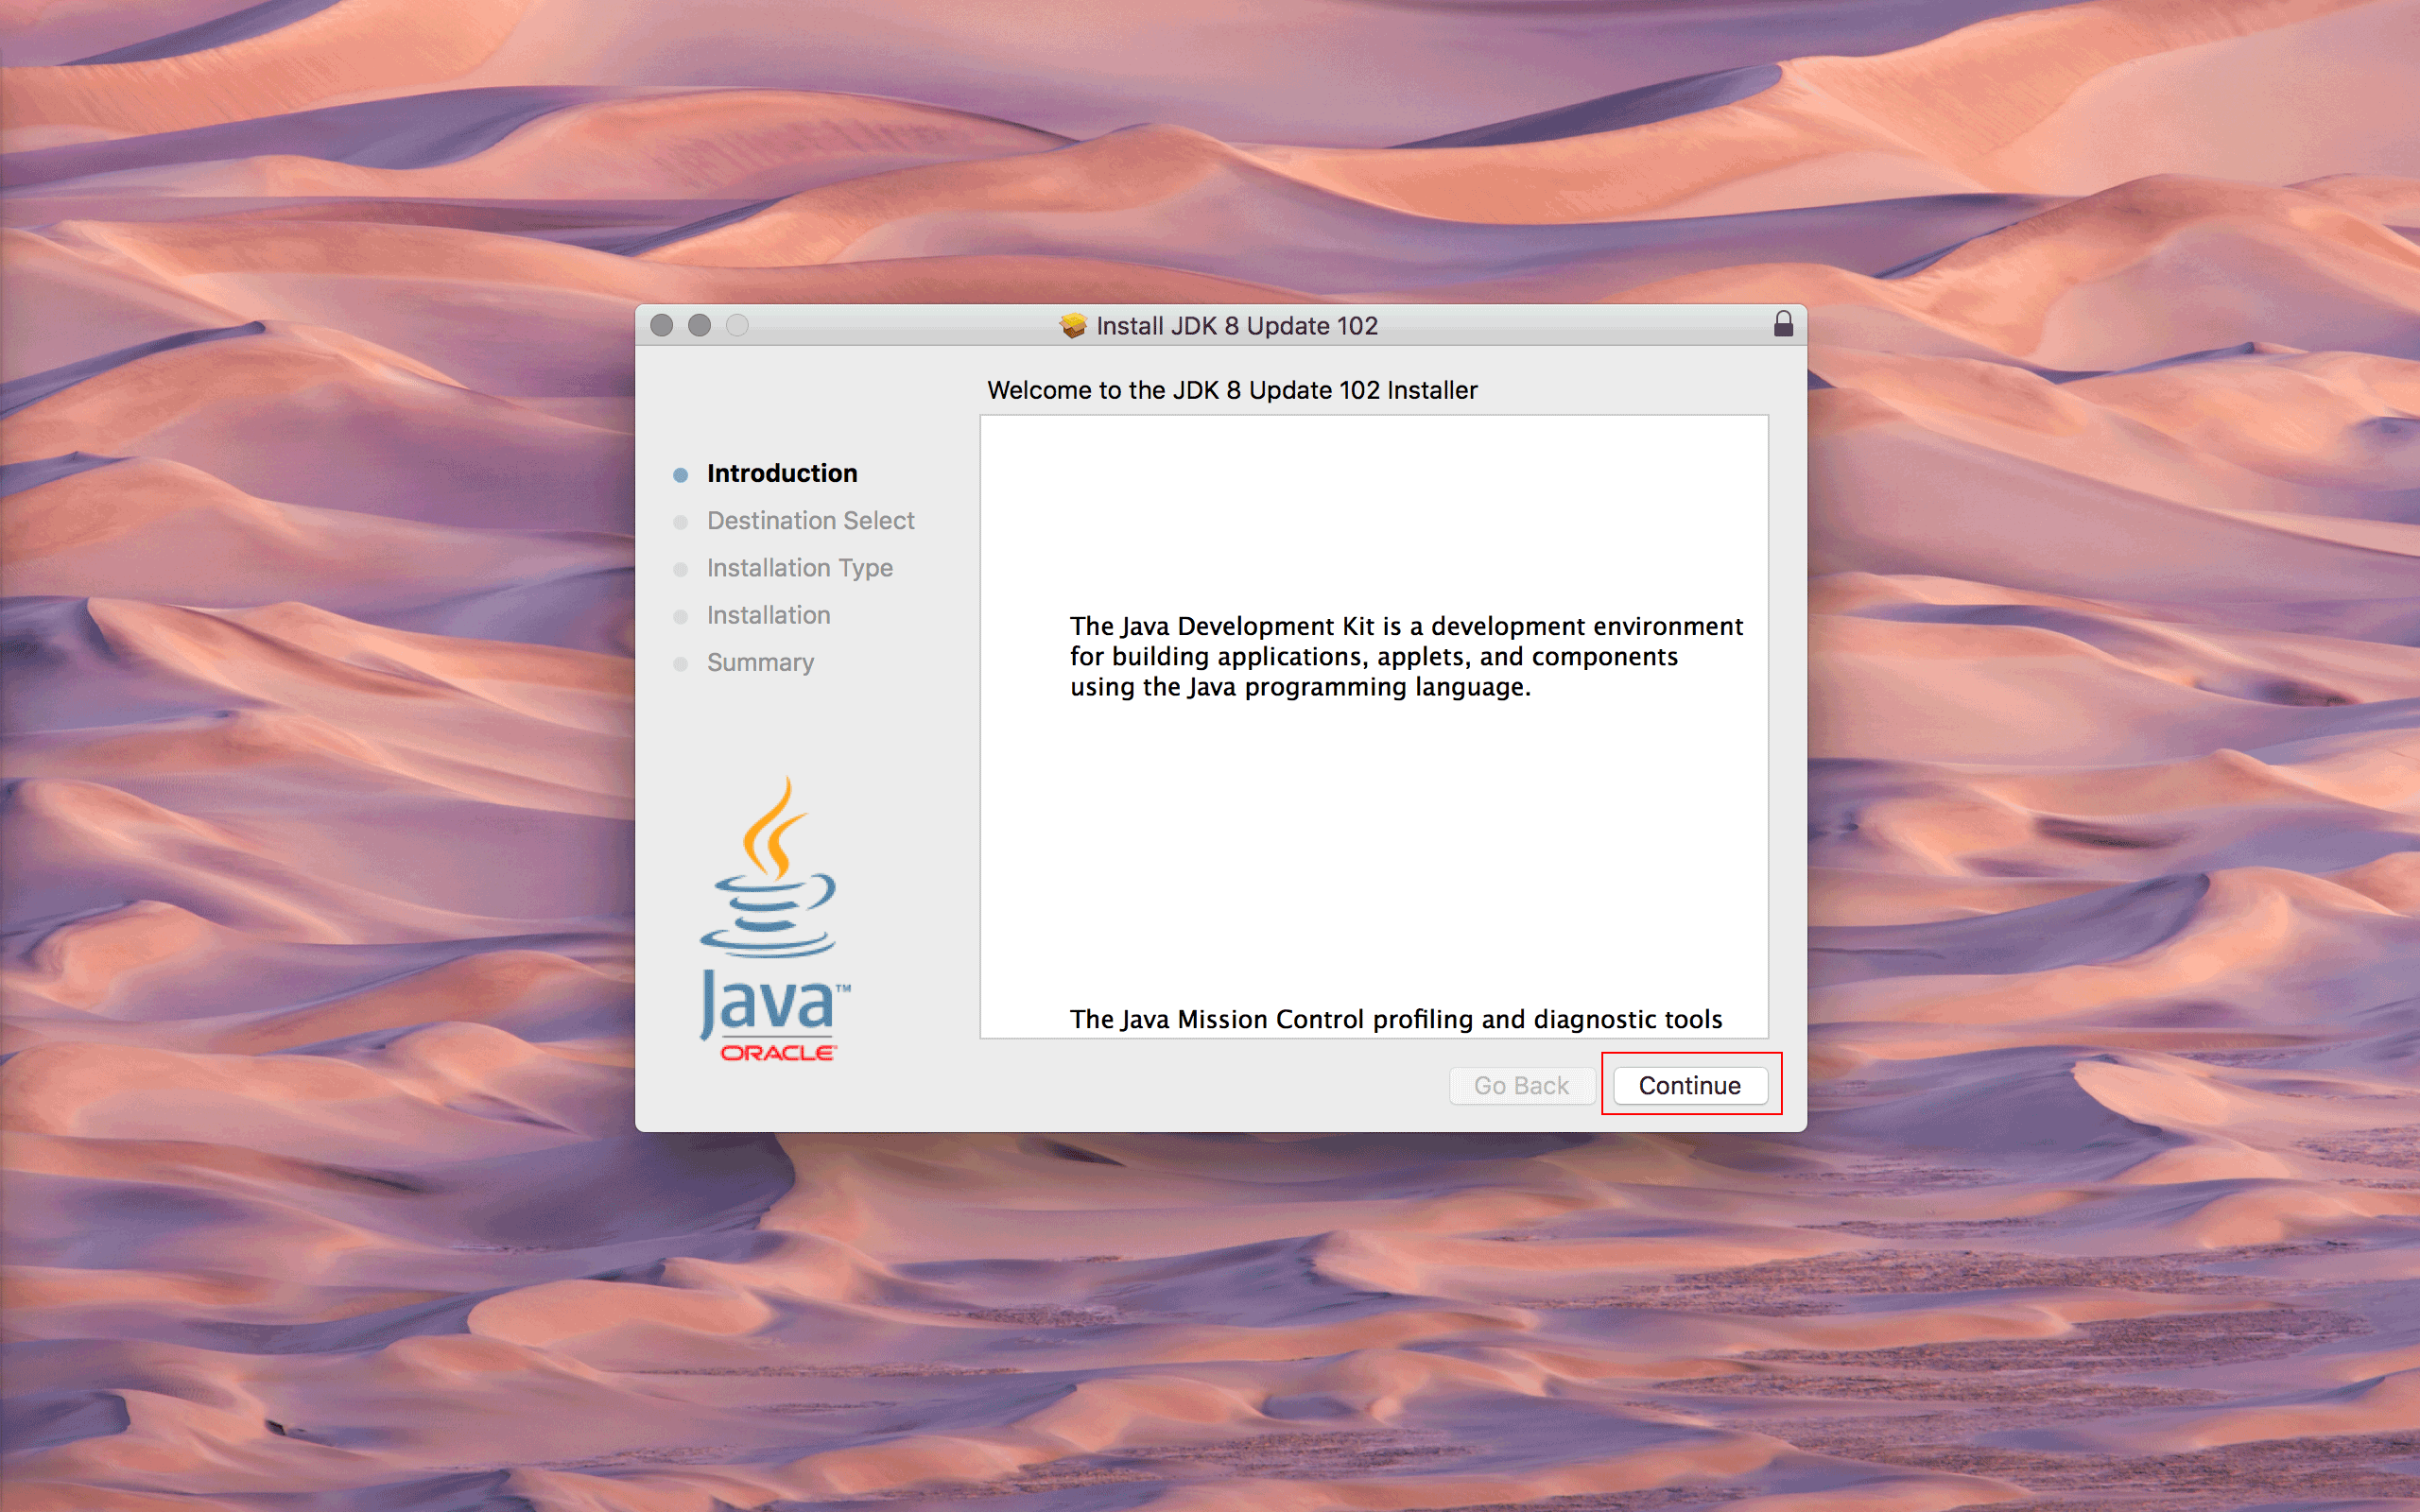 Install JDK 8 Update 102
Welcome to the JDK 8 Update 102 Installer
Introduction
Destination Select
Installation Type
Installation
Summary
The Java Development Kit is a development environment
for building applications, applets, and components
using the Java programming language.
The Java Mission Control profiling and diagnostic tools
Java™
ORACLE
Go Back
Continue